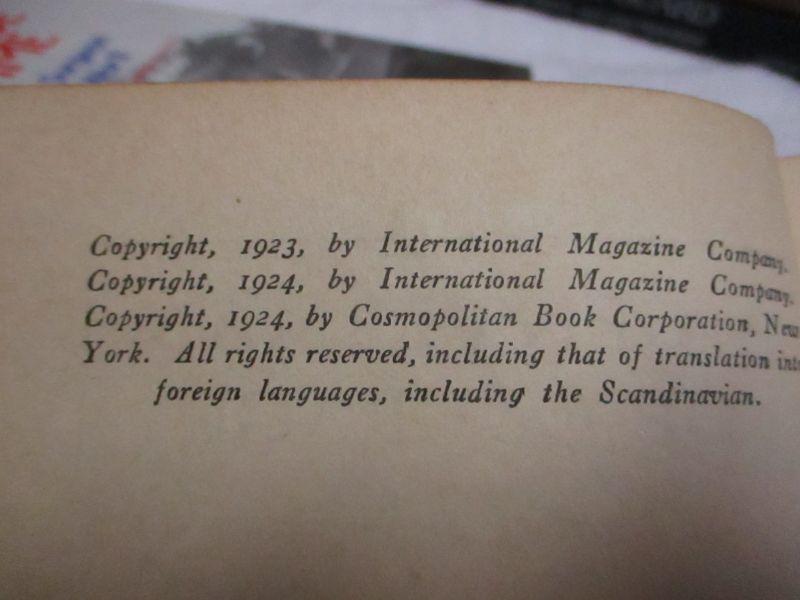 Copyright, 1923, by International Magazine Company.
Copyright, 1924, by International Magazine Company.
Copyright, 1924, by Cosmopolitan Book Corporation, New
York. All rights reserved, including that of translation into
foreign languages, including the Scandinavian.